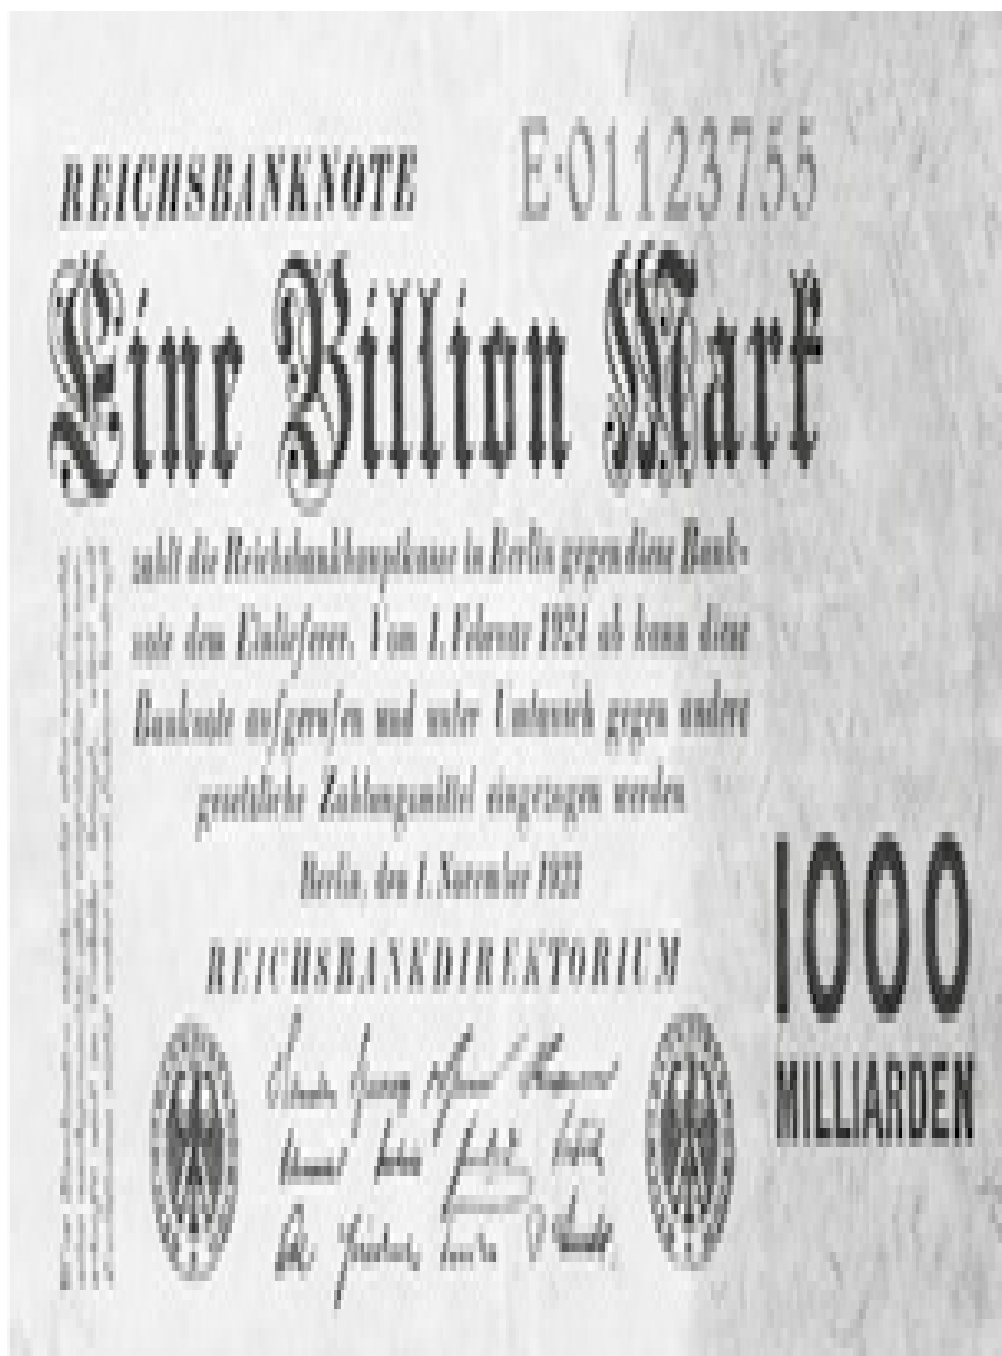 REICHSBANKNOTE
E·01123755
Eine Billion Mark
zahlt die Reichsbankhauptkasse in Berlin gegen diese Bank-
note dem Einlieferer. Vom 1. Februar 1924 ab kann diese
Banknote aufgerufen und unter Umtausch gegen andere
gesetzliche Zahlungsmittel eingezogen werden
Berlin, den 1. November 1923
REICHSBANKDIREKTORIUM
1000
MILLIARDEN